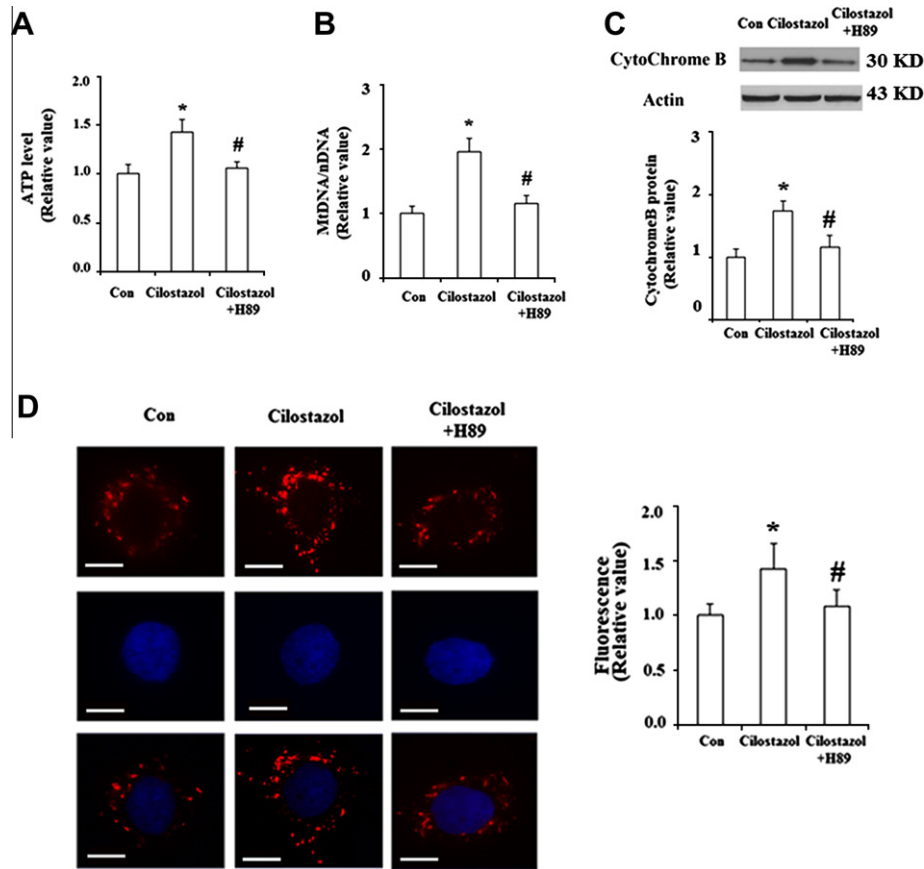 A
ATP level
(Relative value)
2.0
1.5
1.0
0.5
0.0
*
#
Con
Cilostazol
Cilostazol
+H89
B
MtDNA/nDNA
(Relative value)
3
2
1
0
*
#
Con
Cilostazol
Cilostazol
+H89
C
Con Cilostazol Cilostazol
+H89
CytoChrome B
30 KD
Actin
43 KD
CytochromeB protein
(Relative value)
3
2
1
0
*
#
Con
Cilostazol
Cilostazol
+H89
D
Con
Cilostazol
Cilostazol
+H89
Fluorescence
(Relative value)
2.0
1.5
1.0
0.5
0.0
*
#
Con
Cilostazol
Cilostazol
+H89